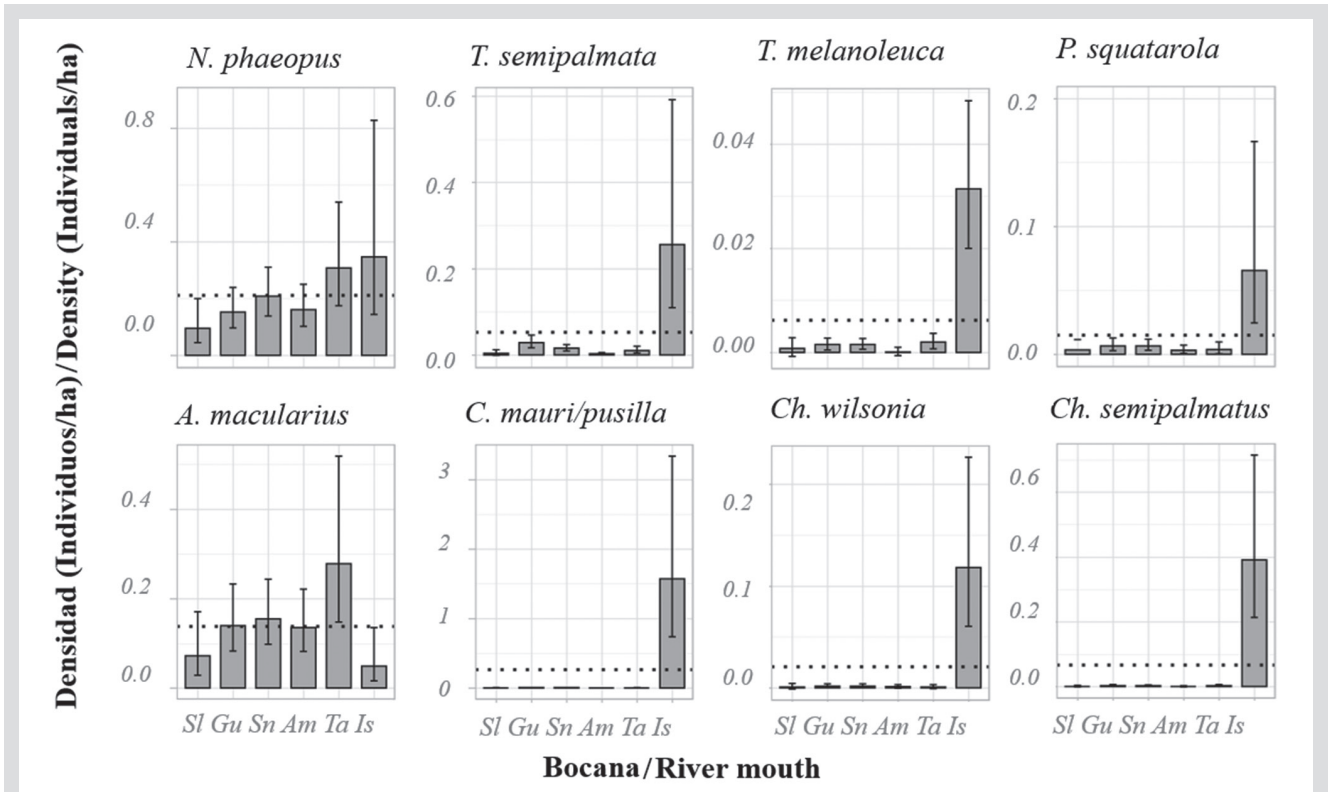 Densidad (Individuos/ha)/Density (Individuals/ha)
N. phaeopus
0.8
0.4
0.0
T. semipalmata
0.6
0.4
0.2
0.0
T. melanoleuca
0.04
0.02
0.00
P. squatarola
0.2
0.1
0.0
A. macularius
0.4
0.2
0.0
C. mauri/pusilla
3
2
1
0
Ch. wilsonia
0.2
0.1
0.0
Ch. semipalmatus
0.6
0.4
0.2
0.0
Sl Gu Sn Am Ta Is
Sl Gu Sn Am Ta Is
Sl Gu Sn Am Ta Is
Sl Gu Sn Am Ta Is
Bocana/River mouth